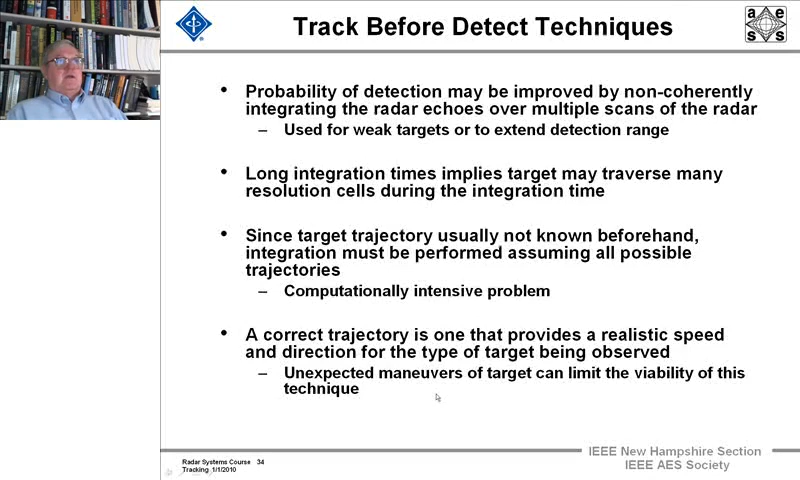 Track Before Detect Techniques
a e
s s
• Probability of detection may be improved by non-coherently
integrating the radar echoes over multiple scans of the radar
– Used for weak targets or to extend detection range
• Long integration times implies target may traverse many
resolution cells during the integration time
• Since target trajectory usually not known beforehand,
integration must be performed assuming all possible
trajectories
– Computationally intensive problem
• A correct trajectory is one that provides a realistic speed
and direction for the type of target being observed
– Unexpected maneuvers of target can limit the viability of this
technique
Radar Systems Course 34
Tracking 1/1/2010
IEEE New Hampshire Section
IEEE AES Society